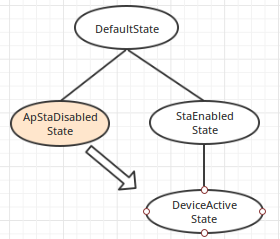 DefaultState
ApStaDisabled
State
StaEnabled
State
DeviceActive
State